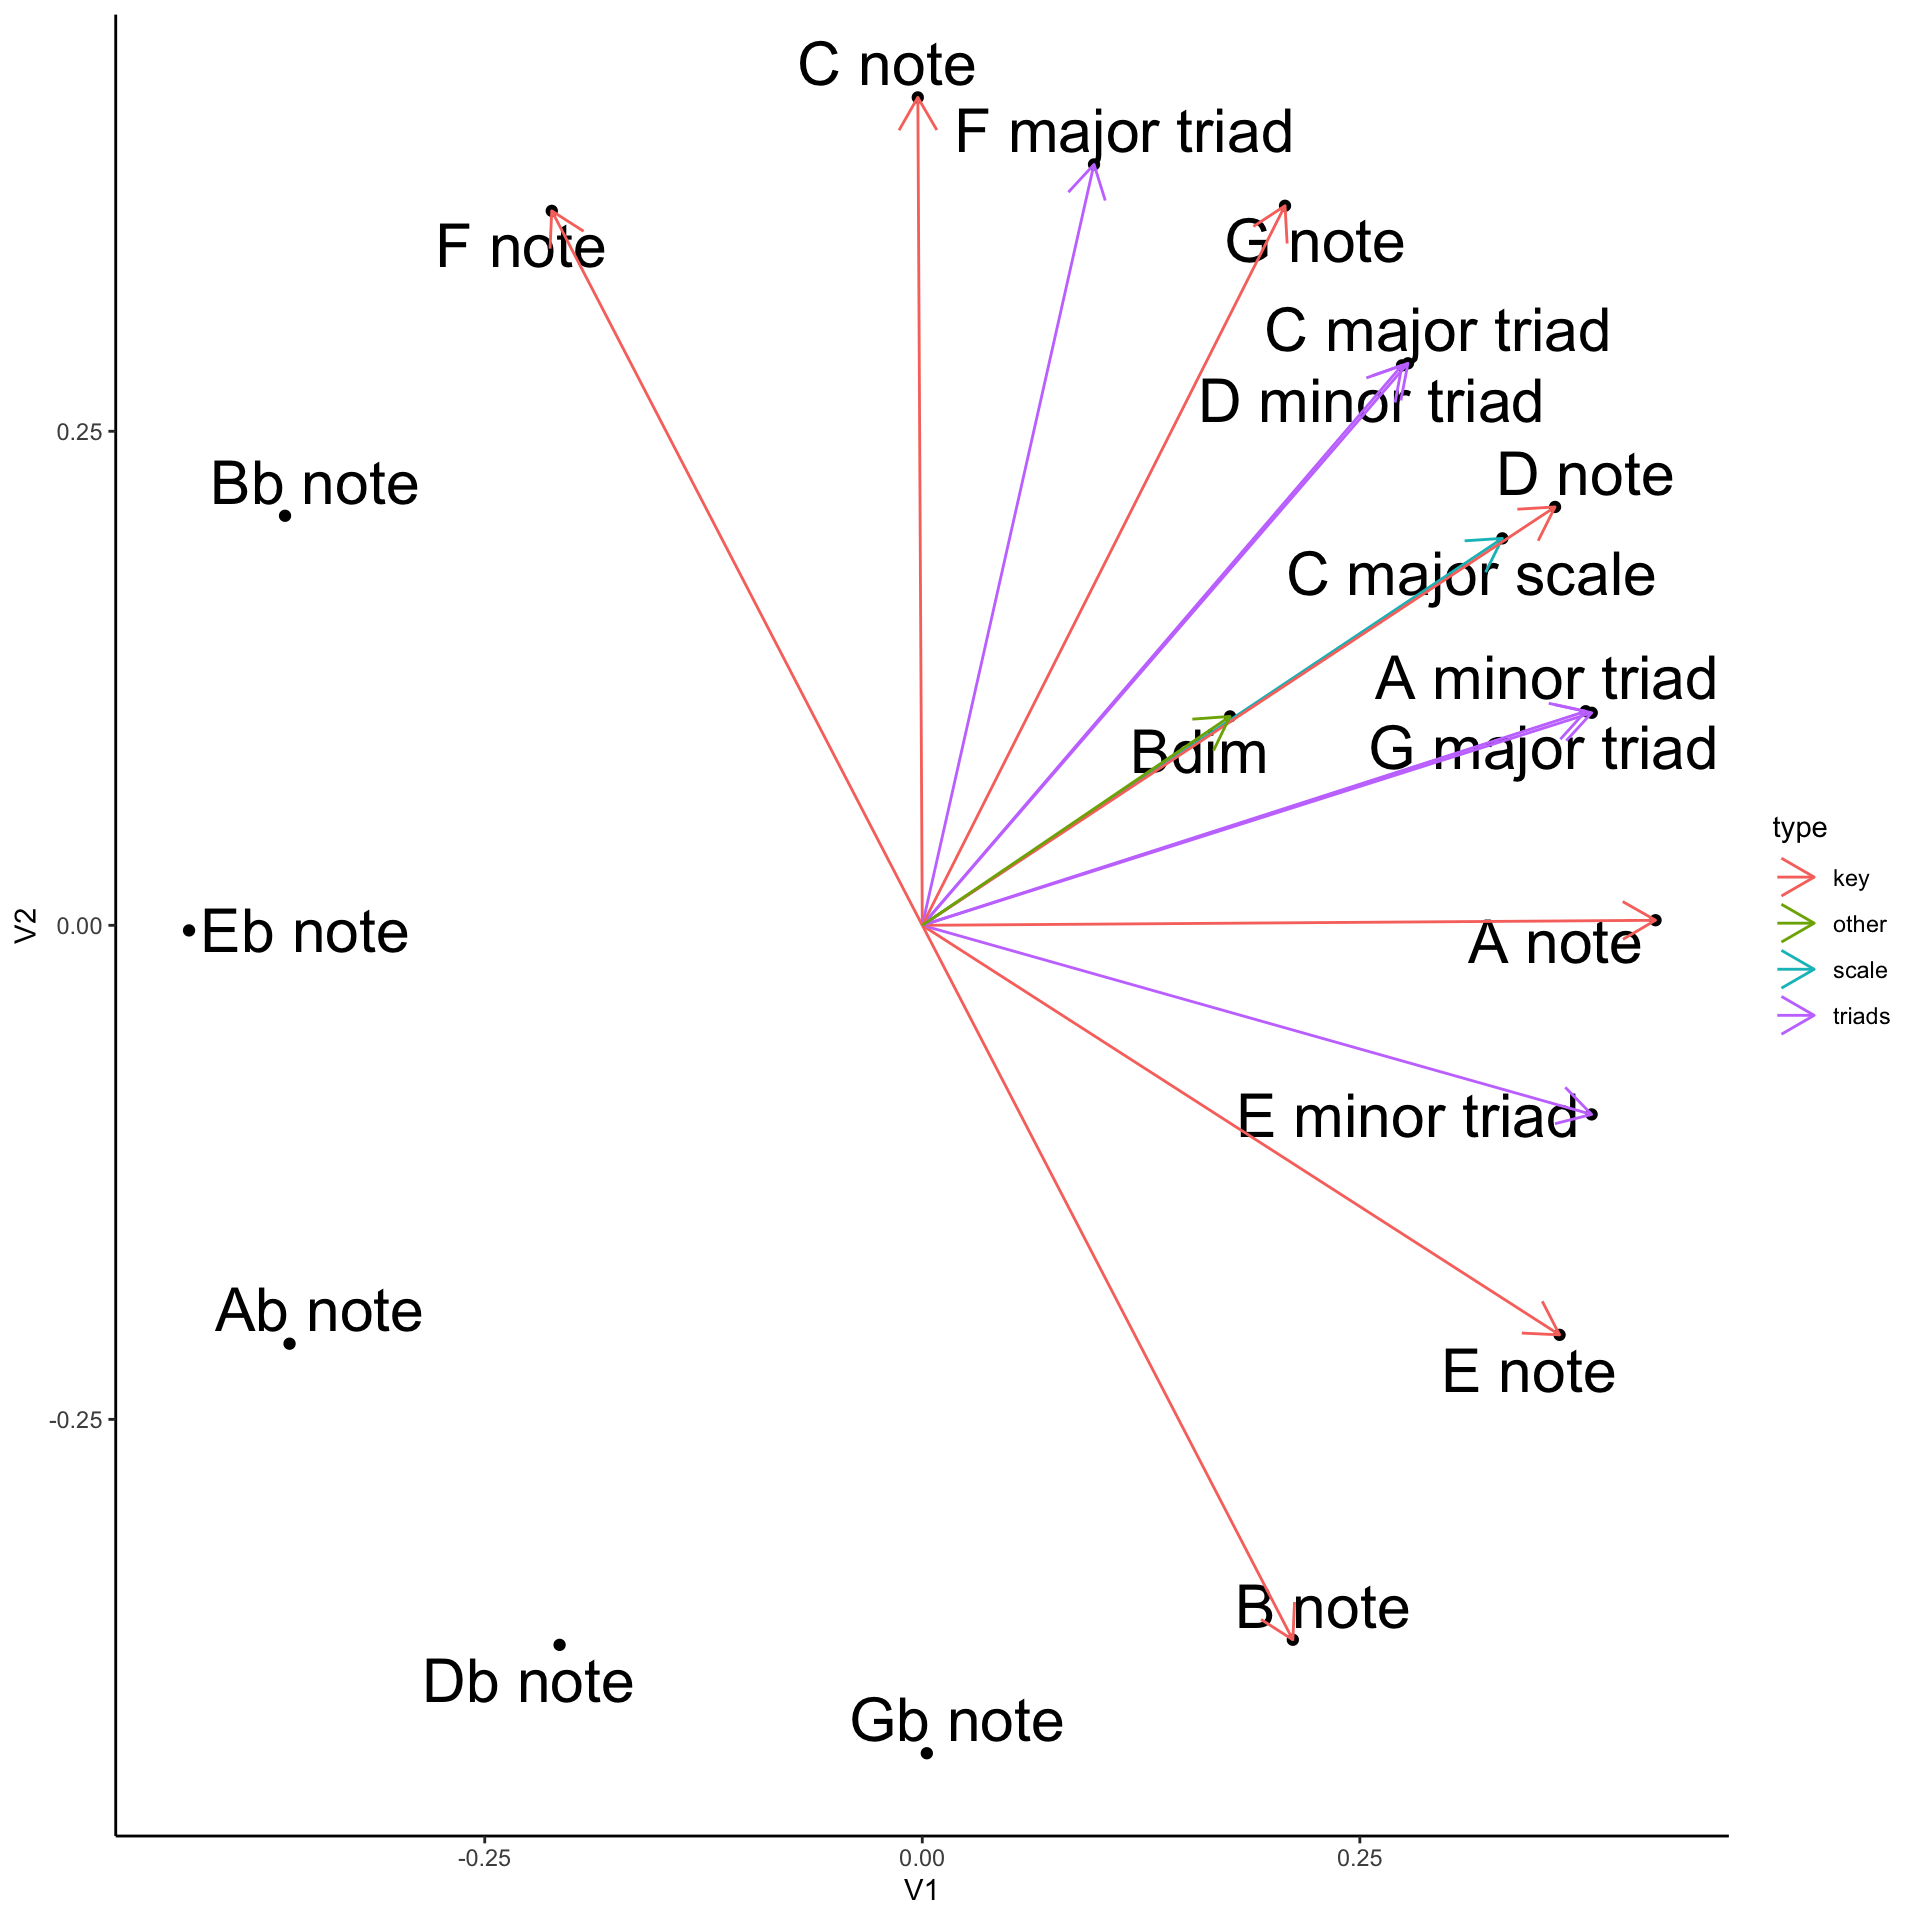 C note
F major triad
F note
G note
C major triad
D minor triad
0.25
D note
Bb note
C major scale
A minor triad
G major triad
Bdim
type
key
other
scale
triads
V2
0.00
Eb note
A note
E minor triad
Ab note
E note
-0.25
B note
Db note
Gb note
-0.25
0.00
0.25
V1